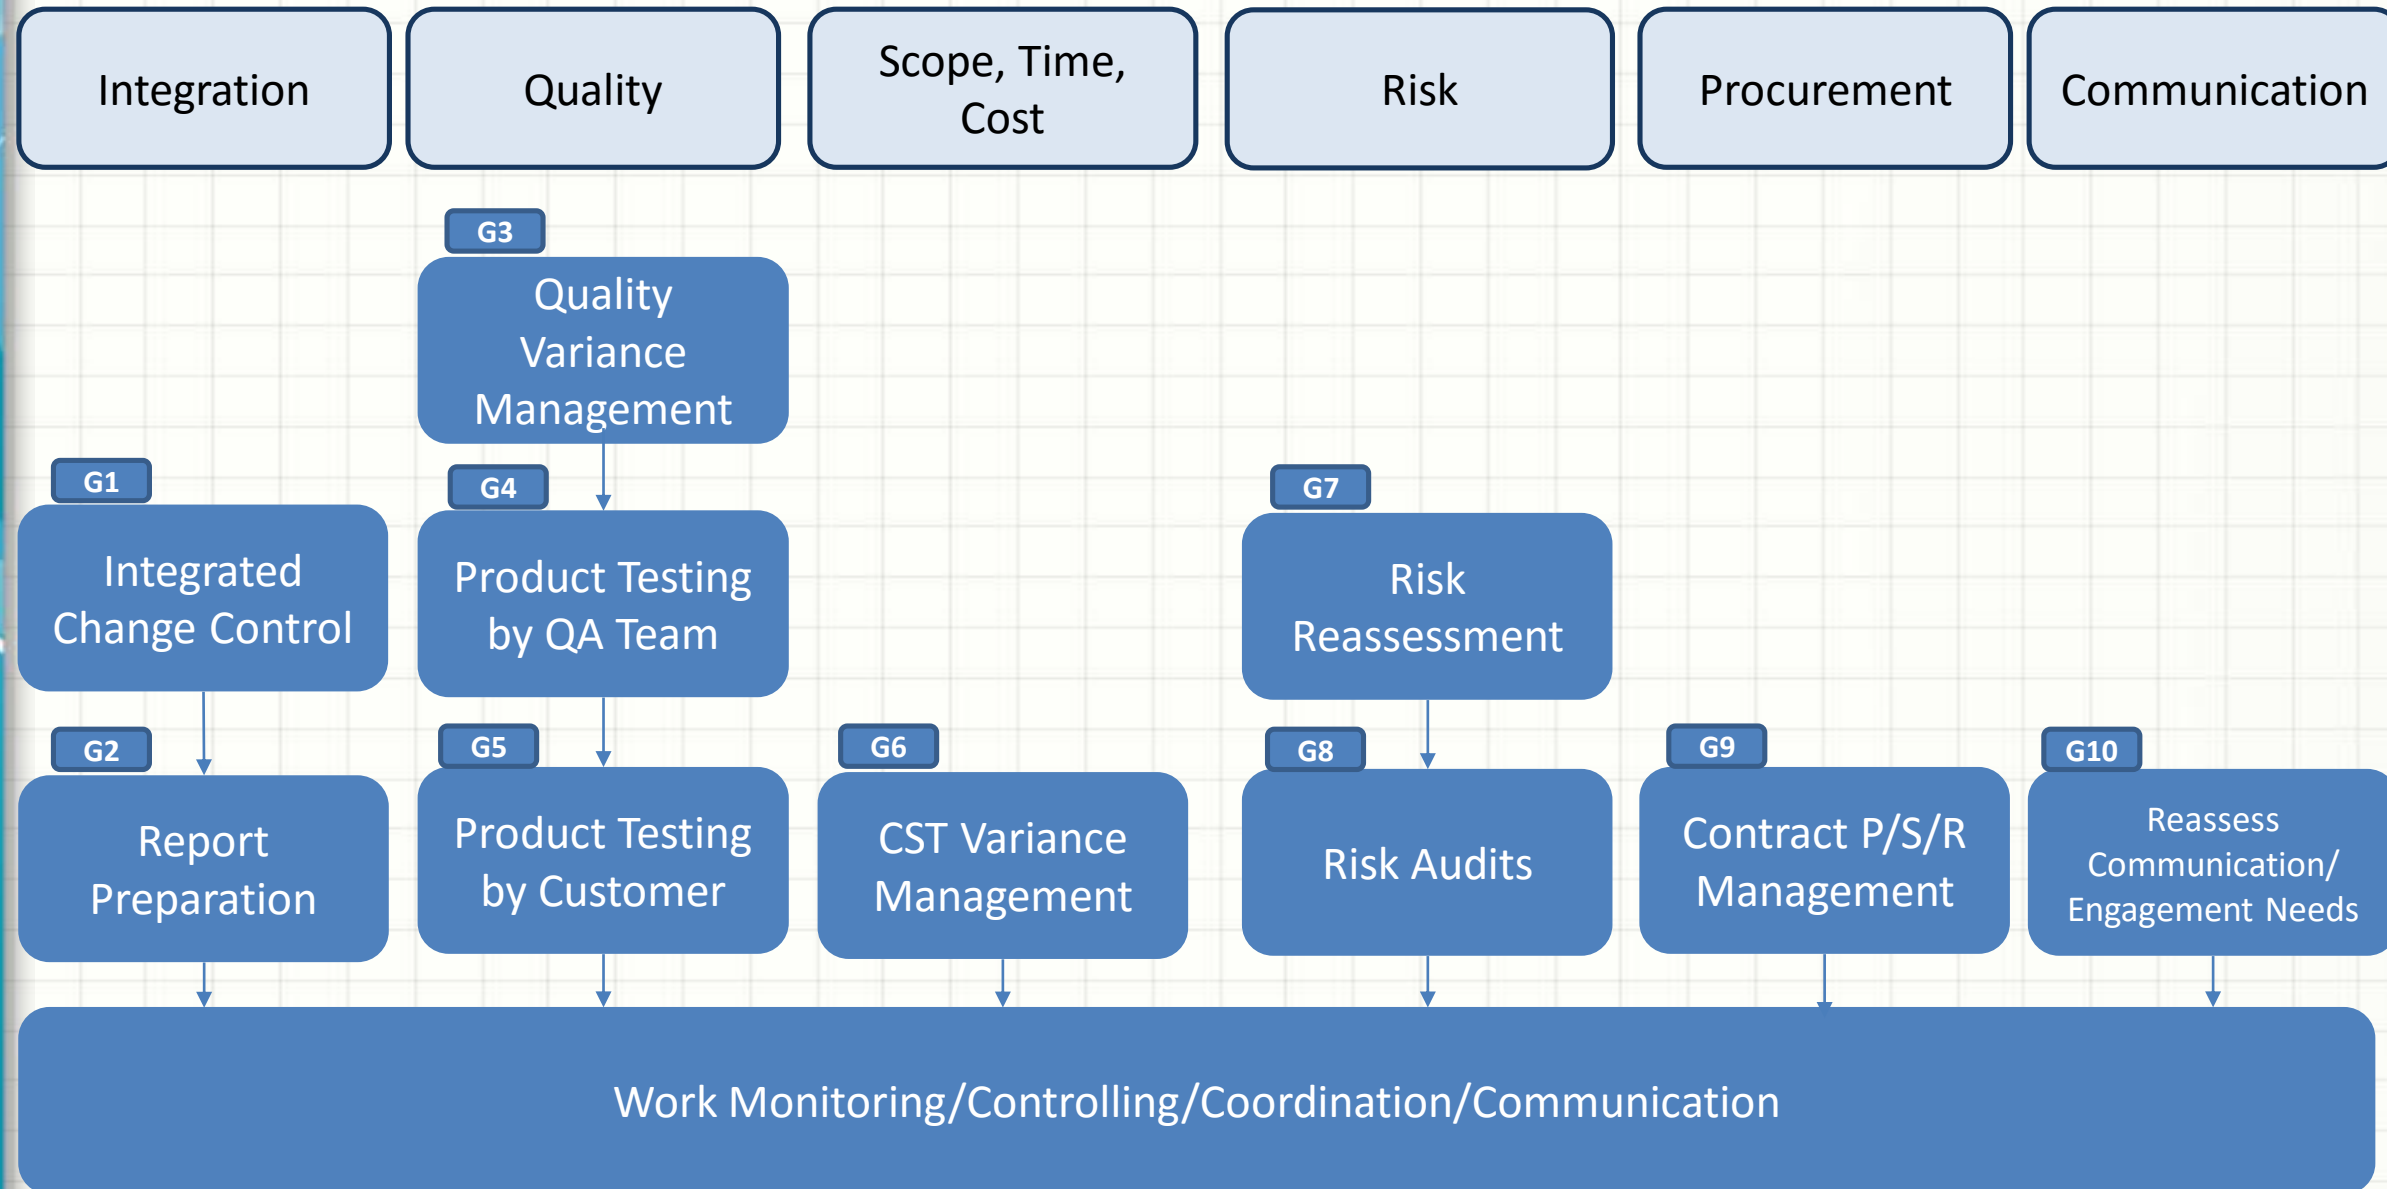 Integration
Quality
Scope, Time,
Cost
Risk
Procurement
Communication
G3
Quality
Variance
Management
G1
Integrated
Change Control
G4
Product Testing
by QA Team
G7
Risk
Reassessment
G2
Report
Preparation
G5
Product Testing
by Customer
G6
CST Variance
Management
G8
Risk Audits
G9
Contract P/S/R
Management
G10
Reassess
Communication/
Engagement Needs
Work Monitoring/Controlling/Coordination/Communication